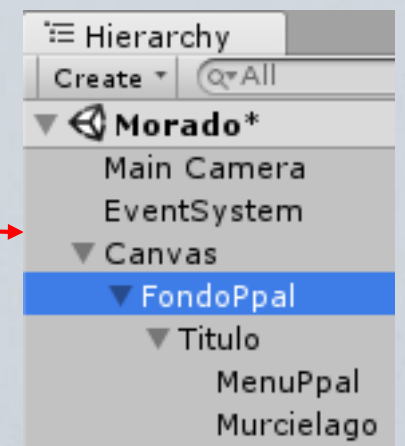 Hierarchy
Create All
Morado*
Main Camera
EventSystem
Canvas
FondoPpal
Titulo
MenuPpal
Murcielago